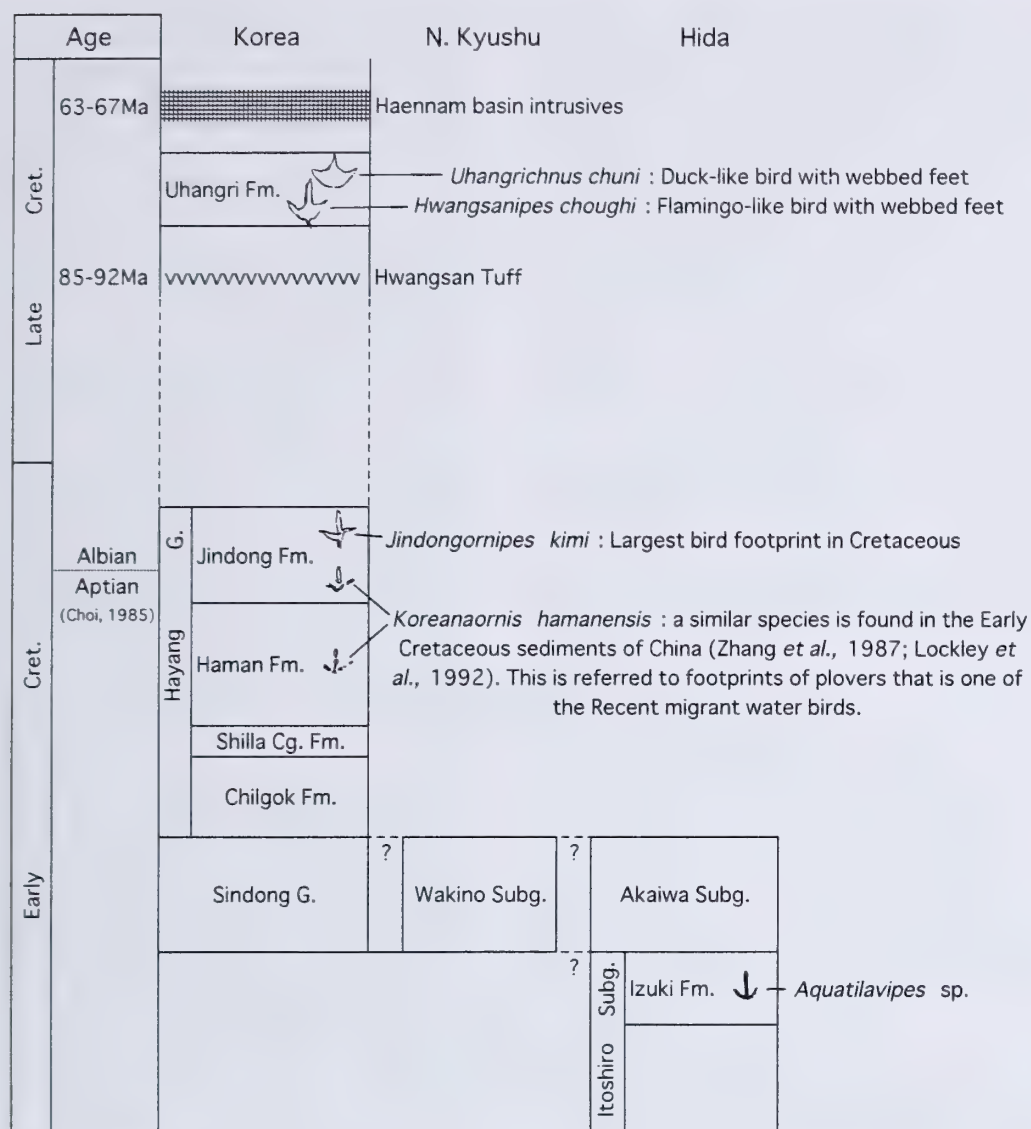 Age Korea N. Kyushu Hida
Late Cret.
63-67Ma
Haennam basin intrusives
Uhangri Fm.
Uhangrichnus chuni : Duck-like bird with webbed feet
Hwangsanipes choughi : Flamingo-like bird with webbed feet
85-92Ma
Hwangsan Tuff
Early Cret.
Hayang G.
Albian
Aptian
(Choi, 1985)
Jindong Fm.
Jindongornipes kimi : Largest bird footprint in Cretaceous
Koreanaornis hamanensis : a similar species is found in the Early
Cretaceous sediments of China (Zhang et al., 1987; Lockley et
al., 1992). This is referred to footprints of plovers that is one of
the Recent migrant water birds.
Haman Fm.
Shilla Cg. Fm.
Chilgok Fm.
Sindong G. ? Wakino Subg. ? Akaiwa Subg.
?
Itoshiro Subg.
Izuki Fm.
Aquatilavipes sp.